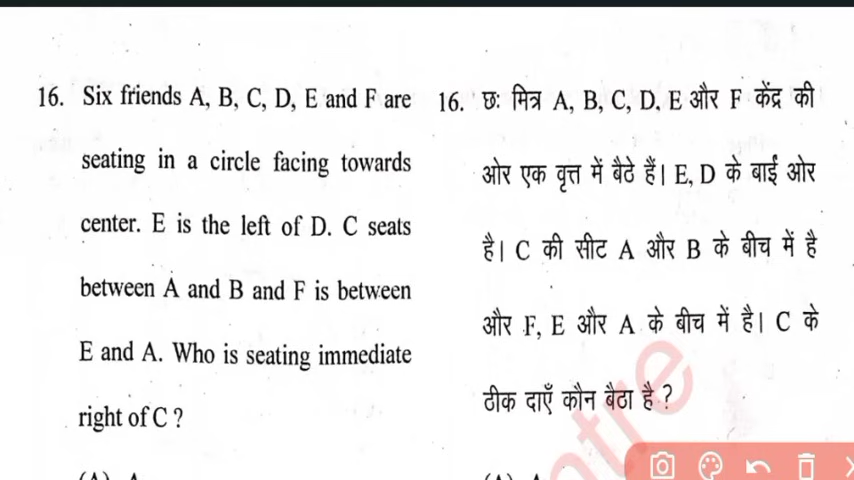 16. Six friends A, B, C, D, E and F are
seating in a circle facing towards
center. E is the left of D. C seats
between A and B and F is between
E and A. Who is seating immediate
right of C ?
(A) A
16. छः मित्र A, B, C, D, E और F केंद्र की
ओर एक वृत्त में बैठे हैं। E, D के बाईं ओर
है। C की सीट A और B के बीच में है
और F, E और A के बीच में है। C के
ठीक दाएँ कौन बैठा है ?
(A) A
ntre